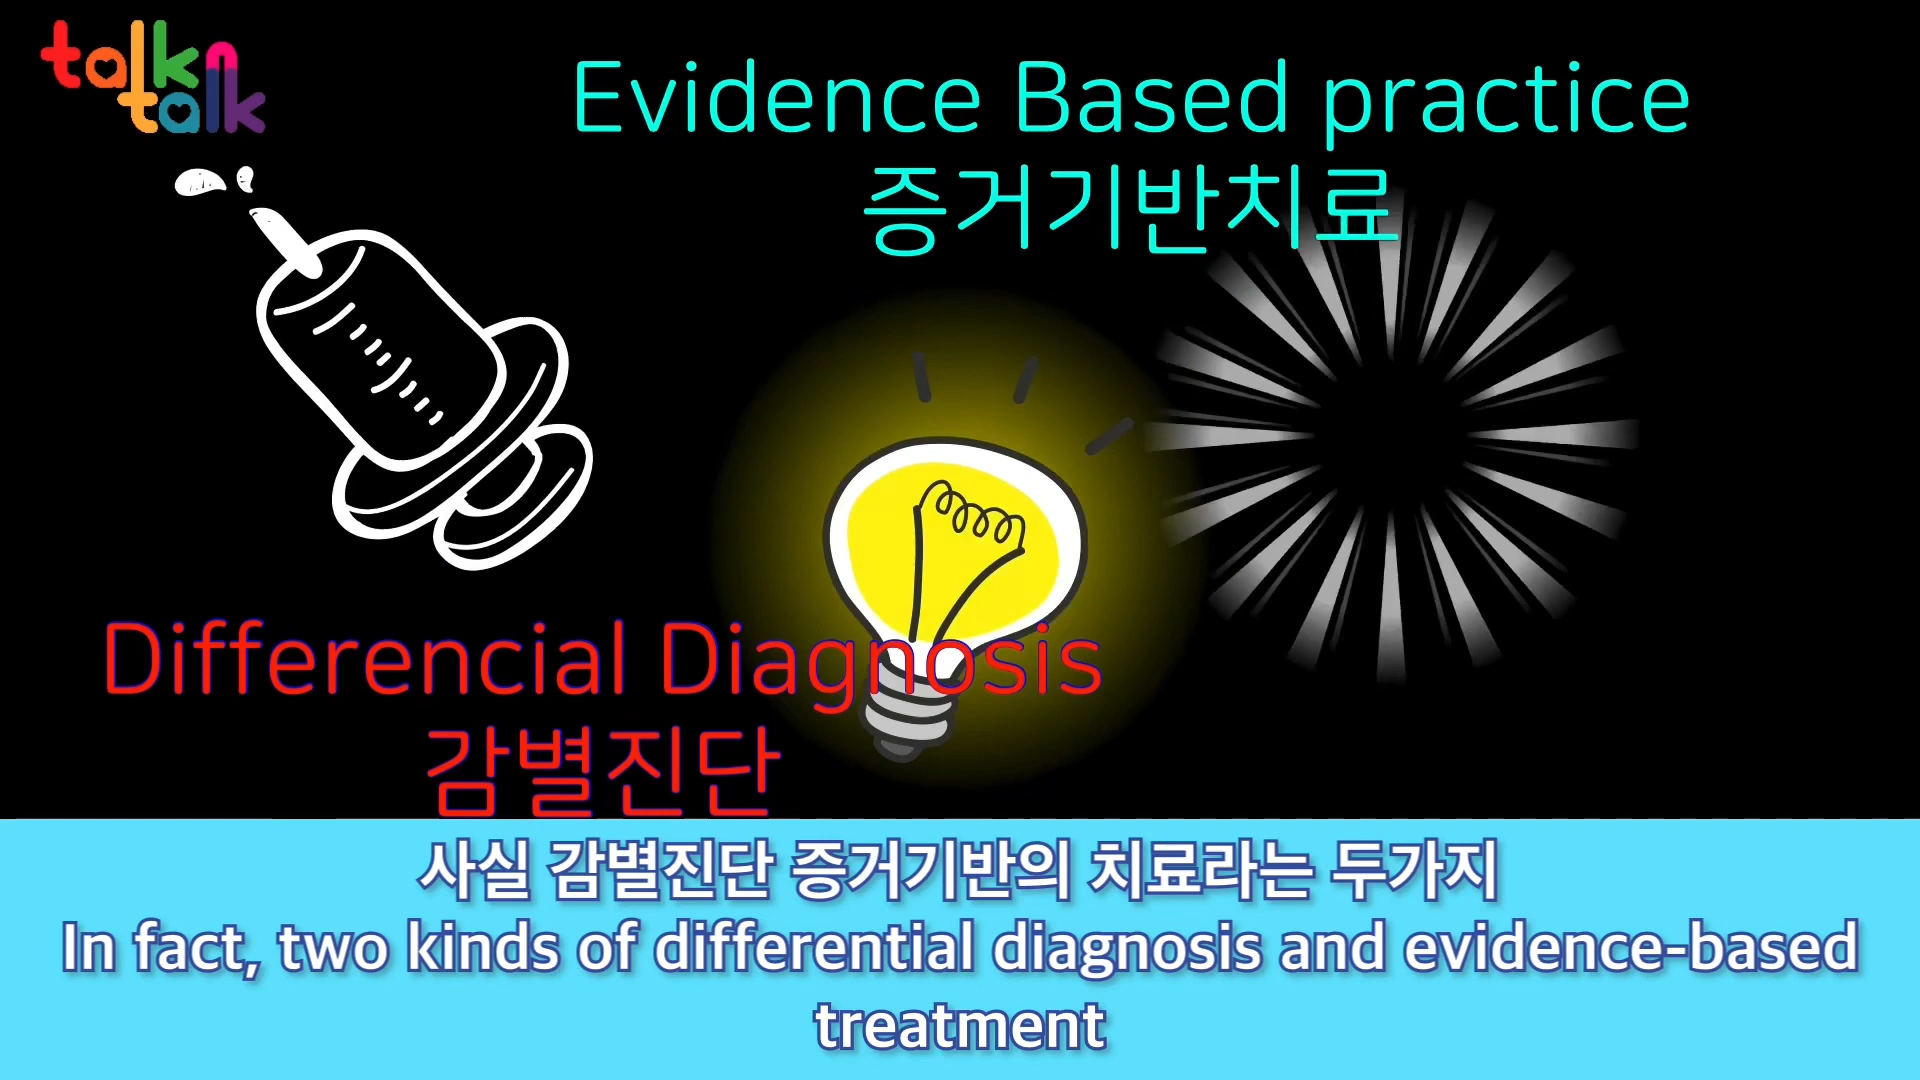 talk
talk
Evidence Based practice
증거기반치료
Differencial Diagnosis
감별진단
사실 감별진단 증거기반의 치료라는 두가지
In fact, two kinds of differential diagnosis and evidence-based
treatment